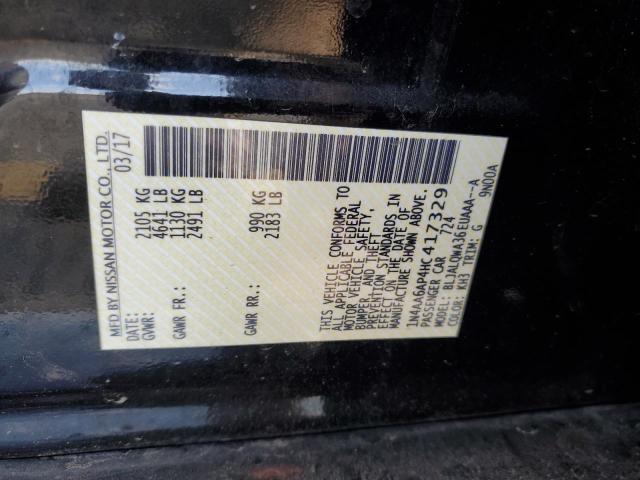 MFD BY NISSAN MOTOR CO., LTD.
DATE: 03/17
GVWR: 2105 KG
4641 LB
GAWR FR: 1130 KG
2491 LB
GAWR RR: 990 KG
2183 LB
THIS VEHICLE CONFORMS TO
ALL APPLICABLE FEDERAL
MOTOR VEHICLE SAFETY,
BUMPER, AND THEFT
PREVENTION STANDARDS IN
EFFECT ON THE DATE OF
MANUFACTURE SHOWN ABOVE.
1N4AA6AP4HC417329
PASSENGER CAR 724
MODEL: BLJALQWA36EUAAA--A
COLOR: KH3 TRIM: G 9N00A